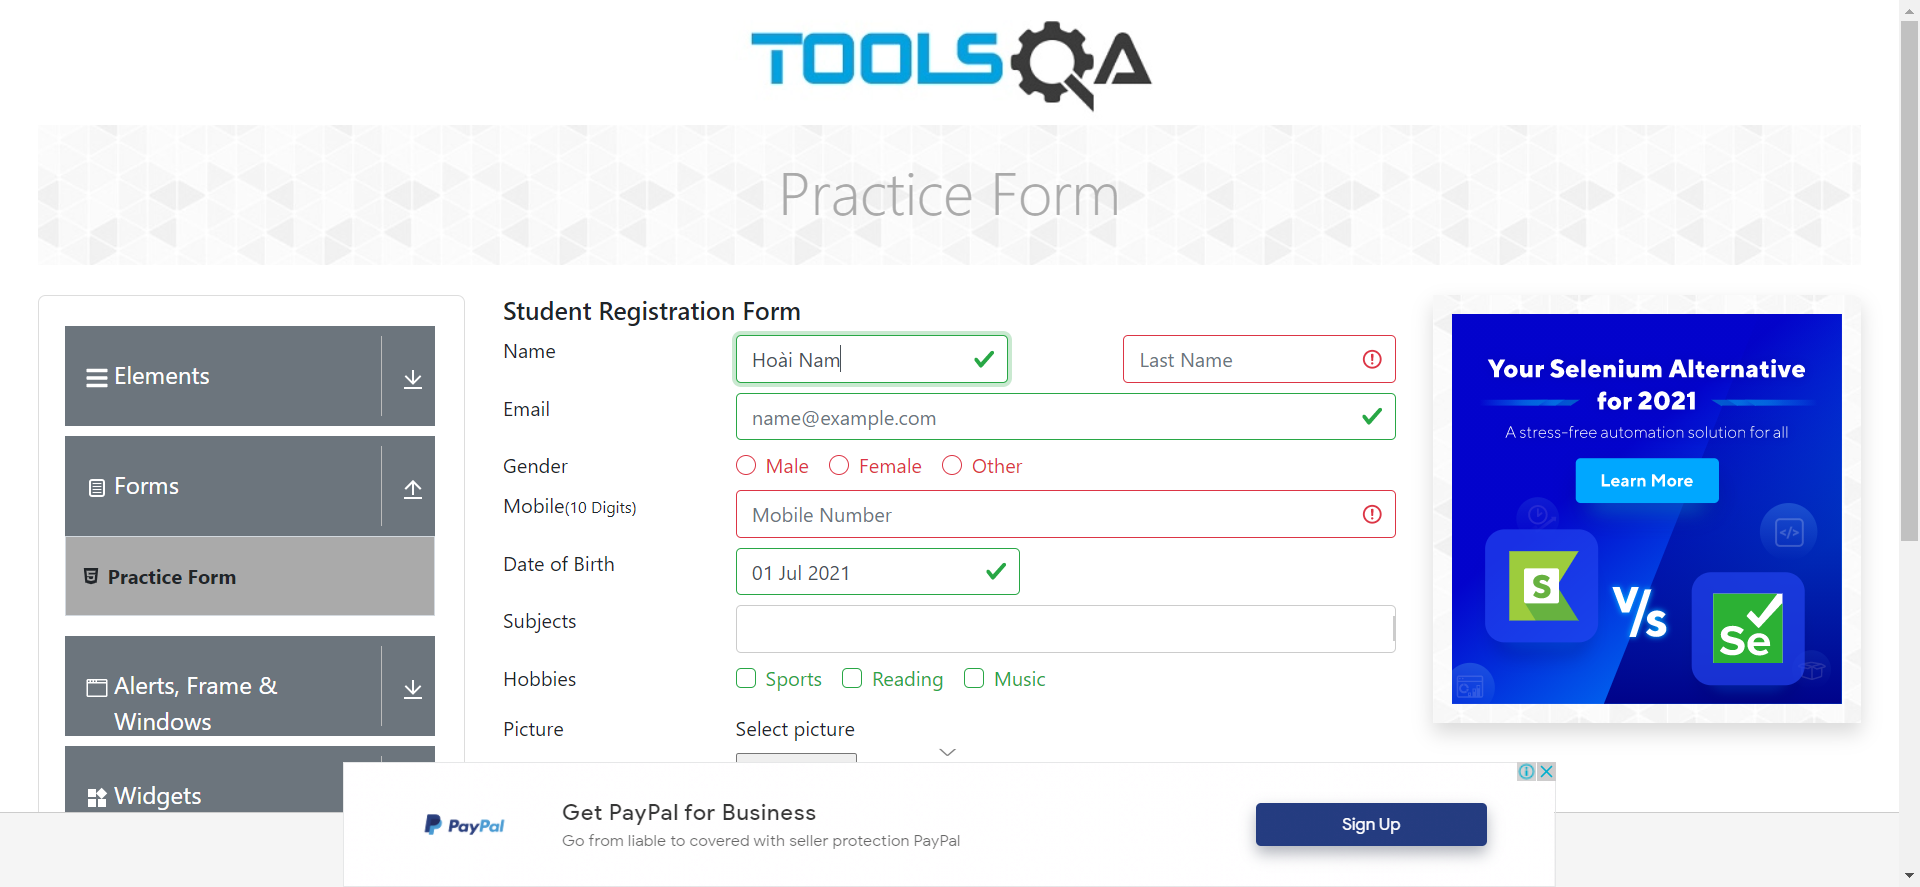 TOOLSQA
Practice Form
Elements
Forms
Practice Form
Alerts, Frame &
Windows
Widgets
Student Registration Form
Name
Hoài Nam
Last Name
Email
name@example.com
Gender
Male
Female
Other
Mobile(10 Digits)
Mobile Number
Date of Birth
01 Jul 2021
Subjects
Hobbies
Sports
Reading
Music
Picture
Select picture
Your Selenium Alternative
for 2021
A stress-free automation solution for all
Learn More
S
V/s
Se
PayPal
Get PayPal for Business
Go from liable to covered with seller protection PayPal
Sign Up